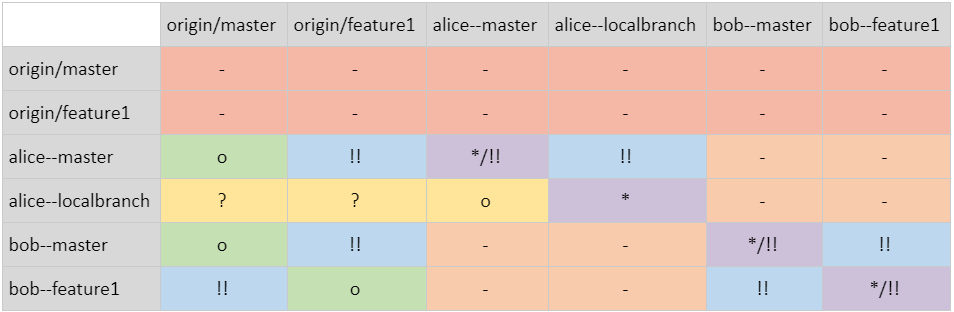 origin/master origin/feature1 alice--master alice--localbranch bob--master bob--feature1
origin/master - - - - - -
origin/feature1 - - - - - -
alice--master o !! */!! !! - -
alice--localbranch ? ? o * - -
bob--master o !! - - */!! !!
bob--feature1 !! o - - !! */!!